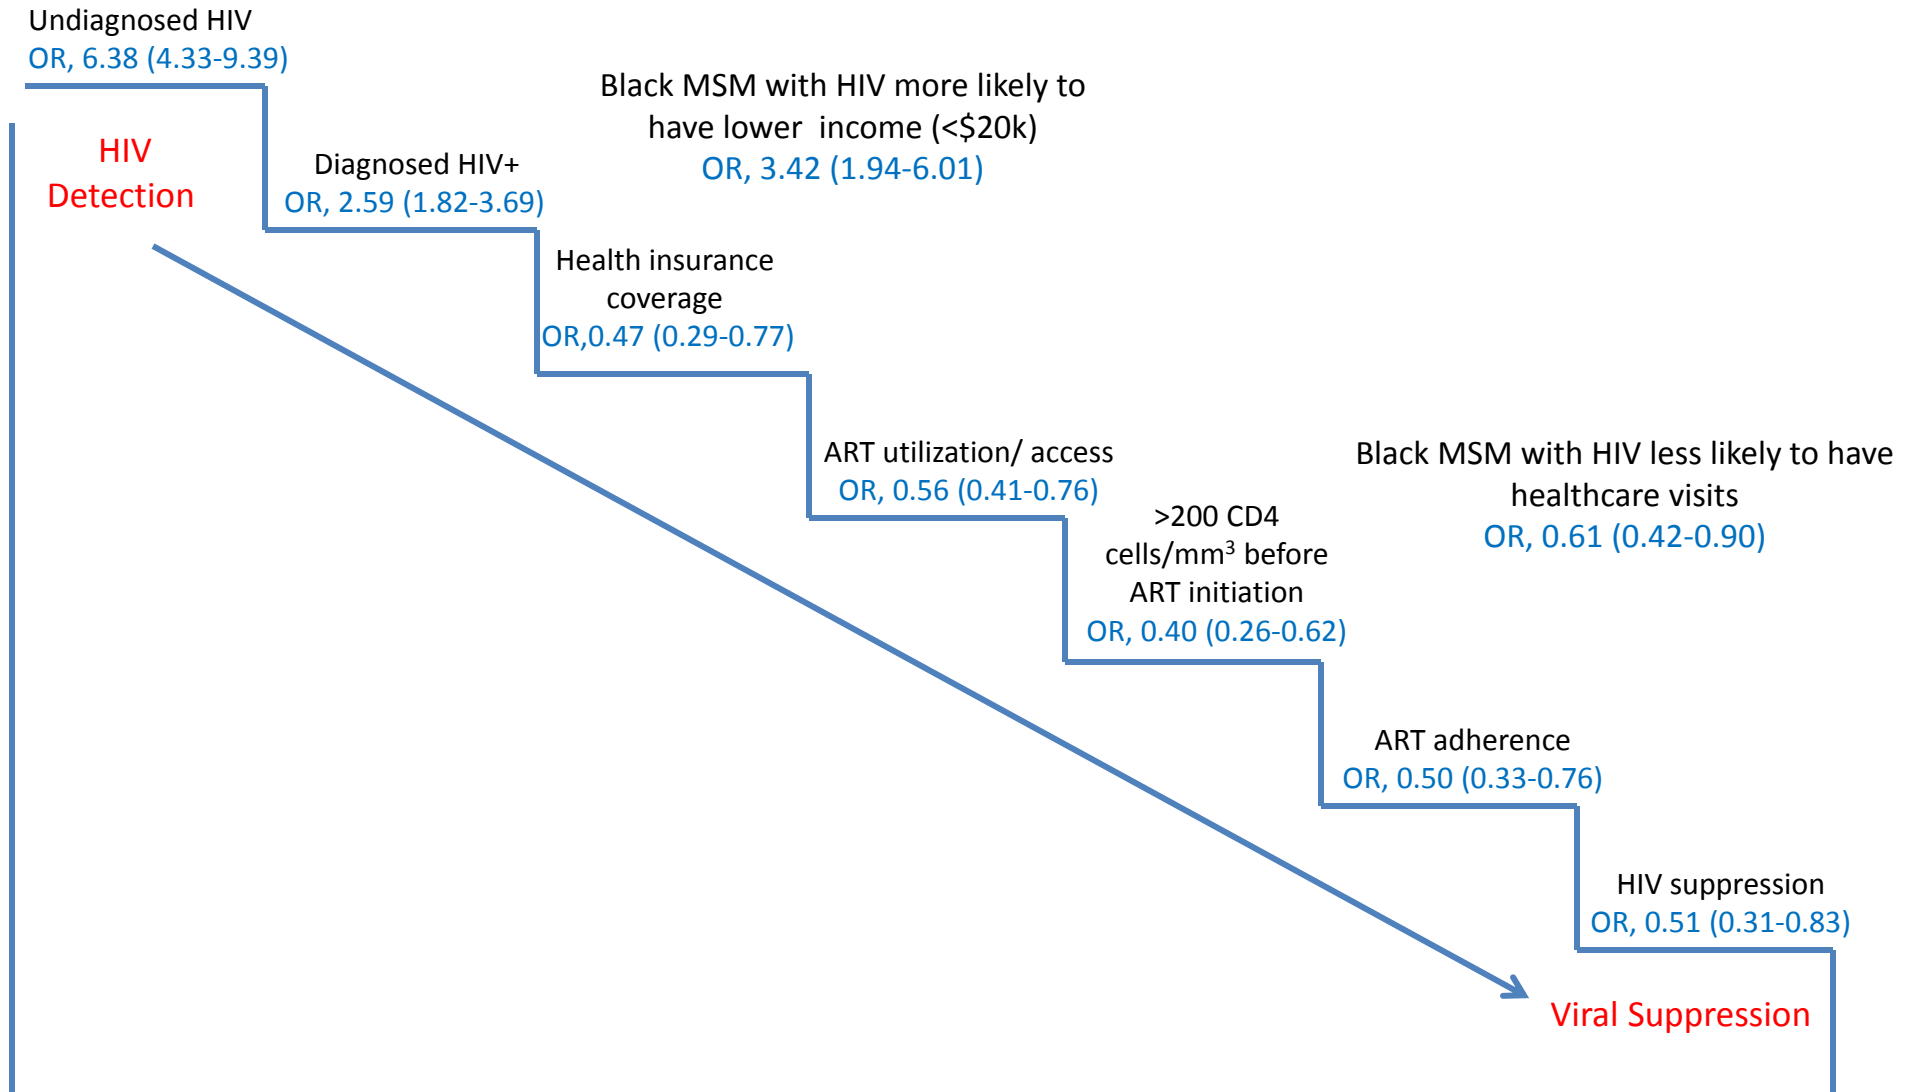 Undiagnosed HIV
OR, 6.38 (4.33-9.39)
HIV
Detection
Diagnosed HIV+
OR, 2.59 (1.82-3.69)
Black MSM with HIV more likely to
have lower  income (<$20k)
OR, 3.42 (1.94-6.01)
Health insurance
coverage
OR,0.47 (0.29-0.77)
ART utilization/ access
OR, 0.56 (0.41-0.76)
>200 CD4
cells/mm³ before
ART initiation
OR, 0.40 (0.26-0.62)
Black MSM with HIV less likely to have
healthcare visits
OR, 0.61 (0.42-0.90)
ART adherence
OR, 0.50 (0.33-0.76)
HIV suppression
OR, 0.51 (0.31-0.83)
Viral Suppression